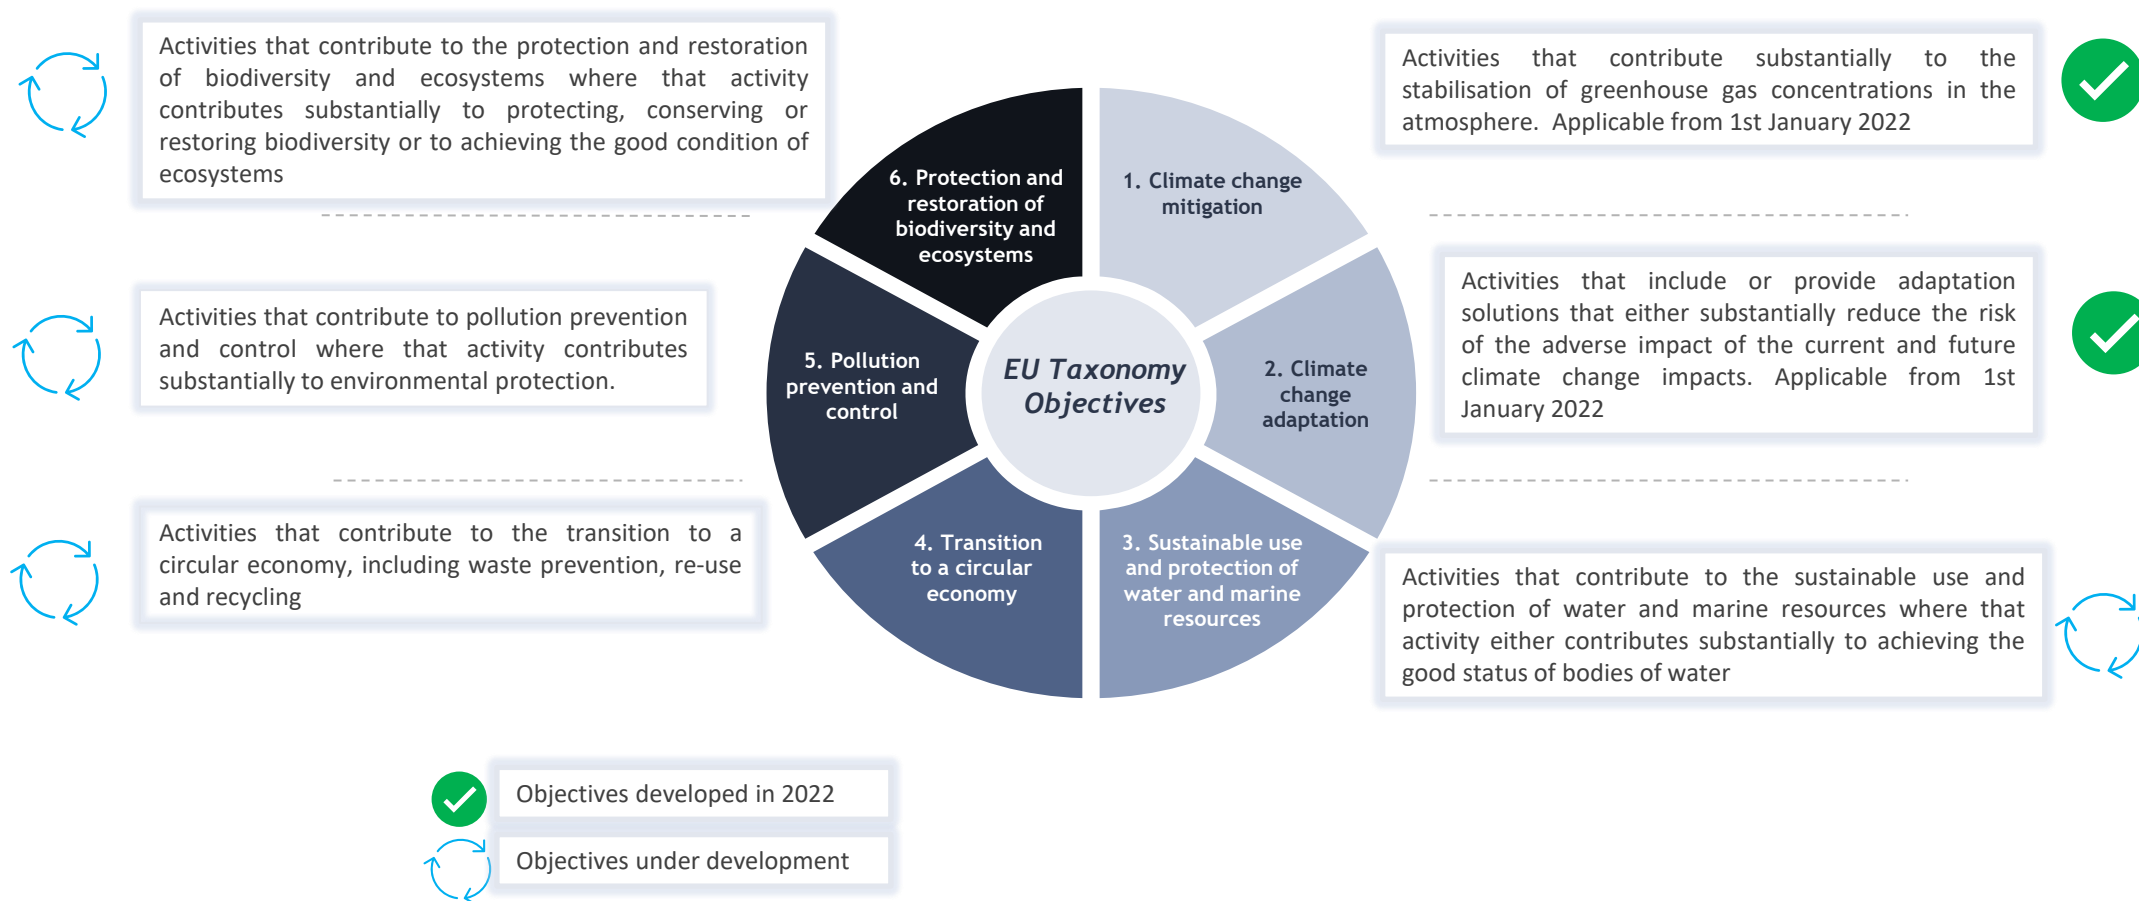 Activities that contribute to the protection and restoration
of biodiversity and ecosystems where that activity
contributes substantially to protecting, conserving or
restoring biodiversity or to achieving the good condition of
ecosystems
Activities that contribute to pollution prevention
and control where that activity contributes
substantially to environmental protection.
Activities that contribute to the transition to a
circular economy, including waste prevention, re-use
and recycling
6. Protection and
restoration of
biodiversity and
ecosystems
1. Climate change
mitigation
5. Pollution
prevention and
control
EU Taxonomy
Objectives
2. Climate
change
adaptation
4. Transition
to a circular
economy
3. Sustainable use
and protection of
water and marine
resources
Activities that contribute substantially to the
stabilisation of greenhouse gas concentrations in the
atmosphere. Applicable from 1st January 2022
Activities that include or provide adaptation
solutions that either substantially reduce the risk
of the adverse impact of the current and future
climate change impacts. Applicable from 1st
January 2022
Activities that contribute to the sustainable use and
protection of water and marine resources where that
activity either contributes substantially to achieving the
good status of bodies of water
Objectives developed in 2022
Objectives under development